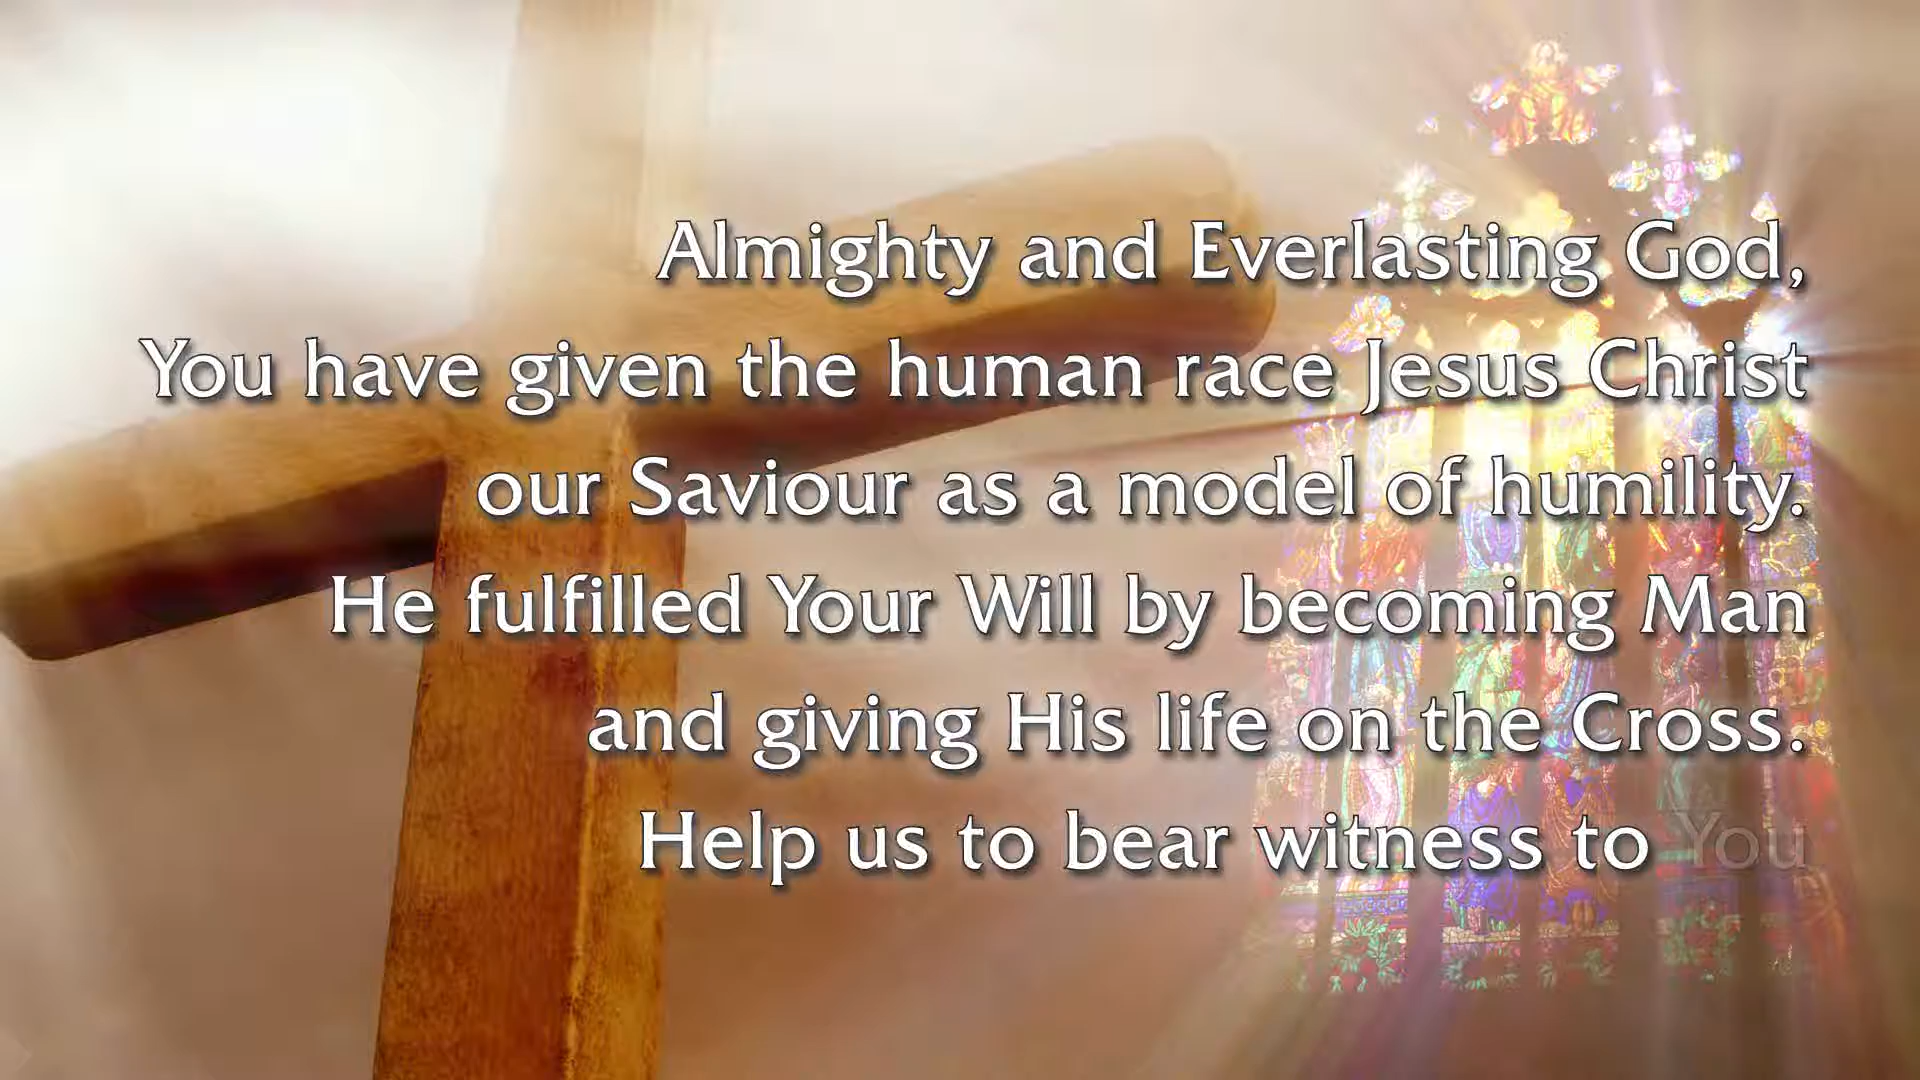 Almighty and Everlasting God,
You have given the human race Jesus Christ
our Saviour as a model of humility.
He fulfilled Your Will by becoming Man
and giving His life on the Cross.
Help us to bear witness to You